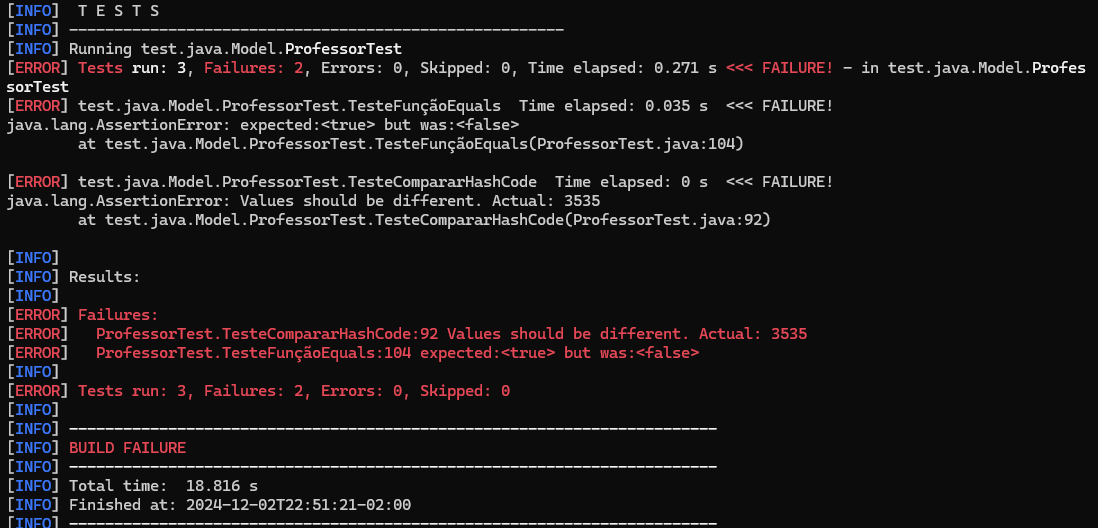 [INFO]  T E S T S
[INFO] -------------------------------------------------------
[INFO] Running test.java.Model.ProfessorTest
[ERROR] Tests run: 3, Failures: 2, Errors: 0, Skipped: 0, Time elapsed: 0.271 s <<< FAILURE! - in test.java.Model.Profes
sorTest
[ERROR] test.java.Model.ProfessorTest.TesteFunçãoEquals  Time elapsed: 0.035 s  <<< FAILURE!
java.lang.AssertionError: expected:<true> but was:<false>
        at test.java.Model.ProfessorTest.TesteFunçãoEquals(ProfessorTest.java:104)
[ERROR] test.java.Model.ProfessorTest.TesteCompararHashCode  Time elapsed: 0 s  <<< FAILURE!
java.lang.AssertionError: Values should be different. Actual: 3535
        at test.java.Model.ProfessorTest.TesteCompararHashCode(ProfessorTest.java:92)
[INFO]
[INFO] Results:
[INFO]
[ERROR] Failures:
[ERROR]   ProfessorTest.TesteCompararHashCode:92 Values should be different. Actual: 3535
[ERROR]   ProfessorTest.TesteFunçãoEquals:104 expected:<true> but was:<false>
[INFO]
[ERROR] Tests run: 3, Failures: 2, Errors: 0, Skipped: 0
[INFO]
[INFO] ------------------------------------------------------------------------
[INFO] BUILD FAILURE
[INFO] ------------------------------------------------------------------------
[INFO] Total time:  18.816 s
[INFO] Finished at: 2024-12-02T22:51:21-02:00
[INFO] ------------------------------------------------------------------------